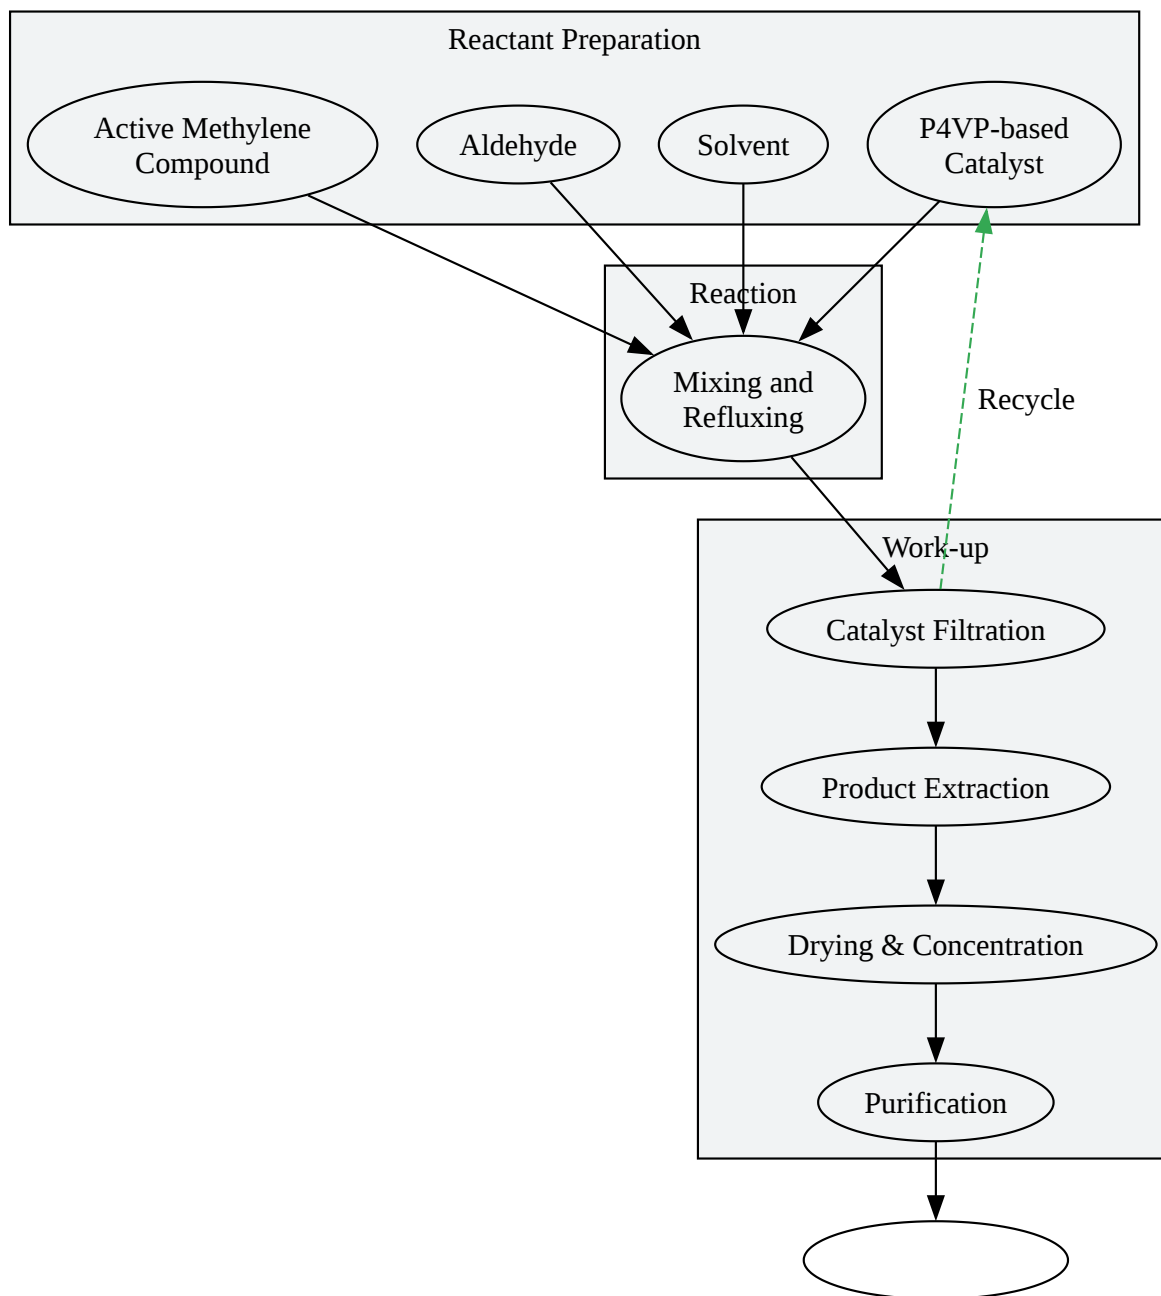 Reactant Preparation
Active Methylene
Compound
Aldehyde
Solvent
P4VP-based
Catalyst
Reaction
Mixing and
Refluxing
Recycle
Work-up
Catalyst Filtration
Product Extraction
Drying & Concentration
Purification